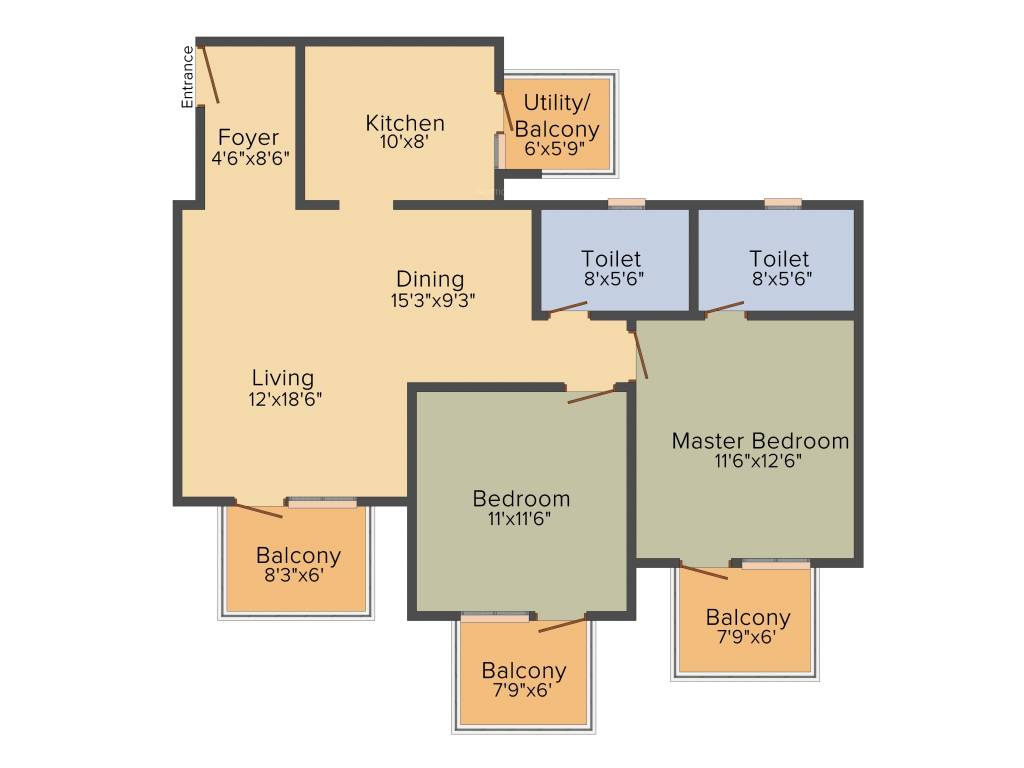 Entrance
Foyer
4'6"x8'6"
Kitchen
10'x8'
Utility/
Balcony
6'x5'9"
Toilet
8'x5'6"
Toilet
8'x5'6"
Dining
15'3"x9'3"
Living
12'x18'6"
Master Bedroom
11'6"x12'6"
Bedroom
11'x11'6"
Balcony
8'3"x6'
Balcony
7'9"x6'
Balcony
7'9"x6'